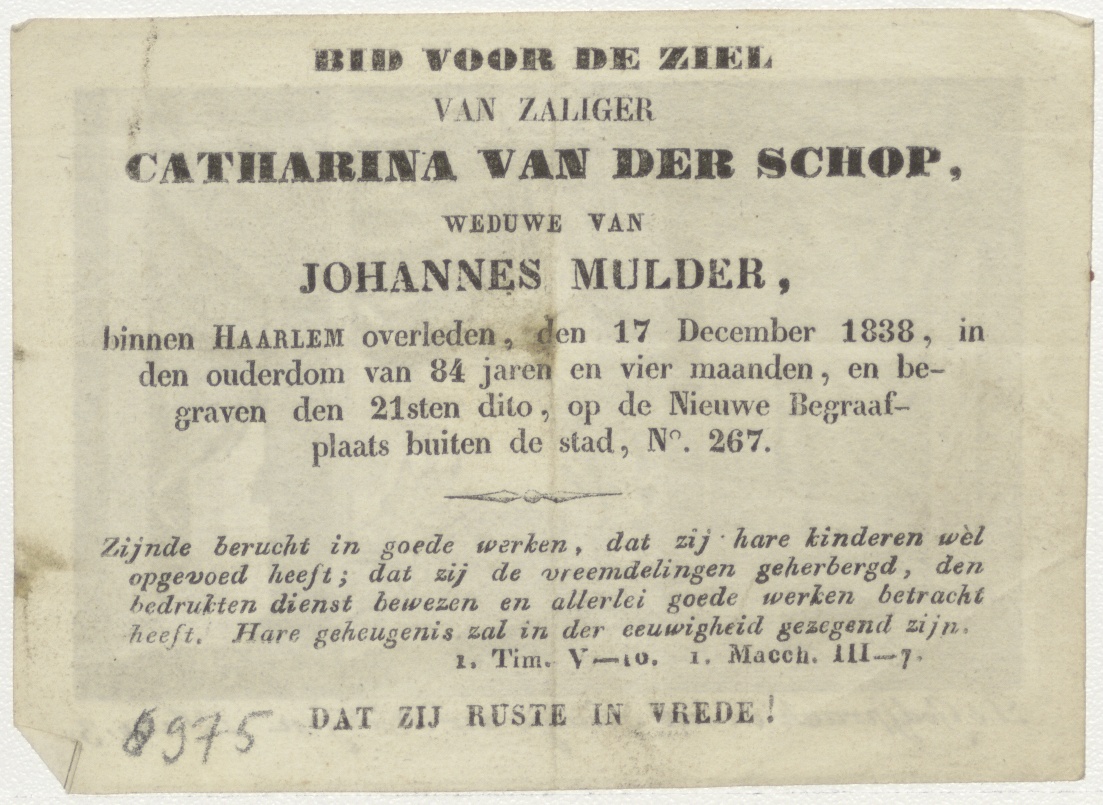 BID VOOR DE ZIEL
VAN ZALIGER
CATHARINA VAN DER SCHOP,
WEDUWE VAN
JOHANNES MULDER,
binnen HAARLEM overleden, den 17 December 1838, in
den ouderdom van 84 jaren en vier maanden, en be-
graven den 21sten dito, op de Nieuwe Begraaf-
plaats buiten de stad, No. 267.
Zijnde berucht in goede werken, dat zij hare kinderen wèl
opgevoed heeft; dat zij de vreemdelingen geherbergd, den
bedrukten dienst bewezen en allerlei goede werken betracht
heeft. Hare geheugenis zal in der eeuwigheid gezegend zijn.
1. Tim. V—10. 1. Macch. III—7.
DAT ZIJ RUSTE IN VREDE!
6975